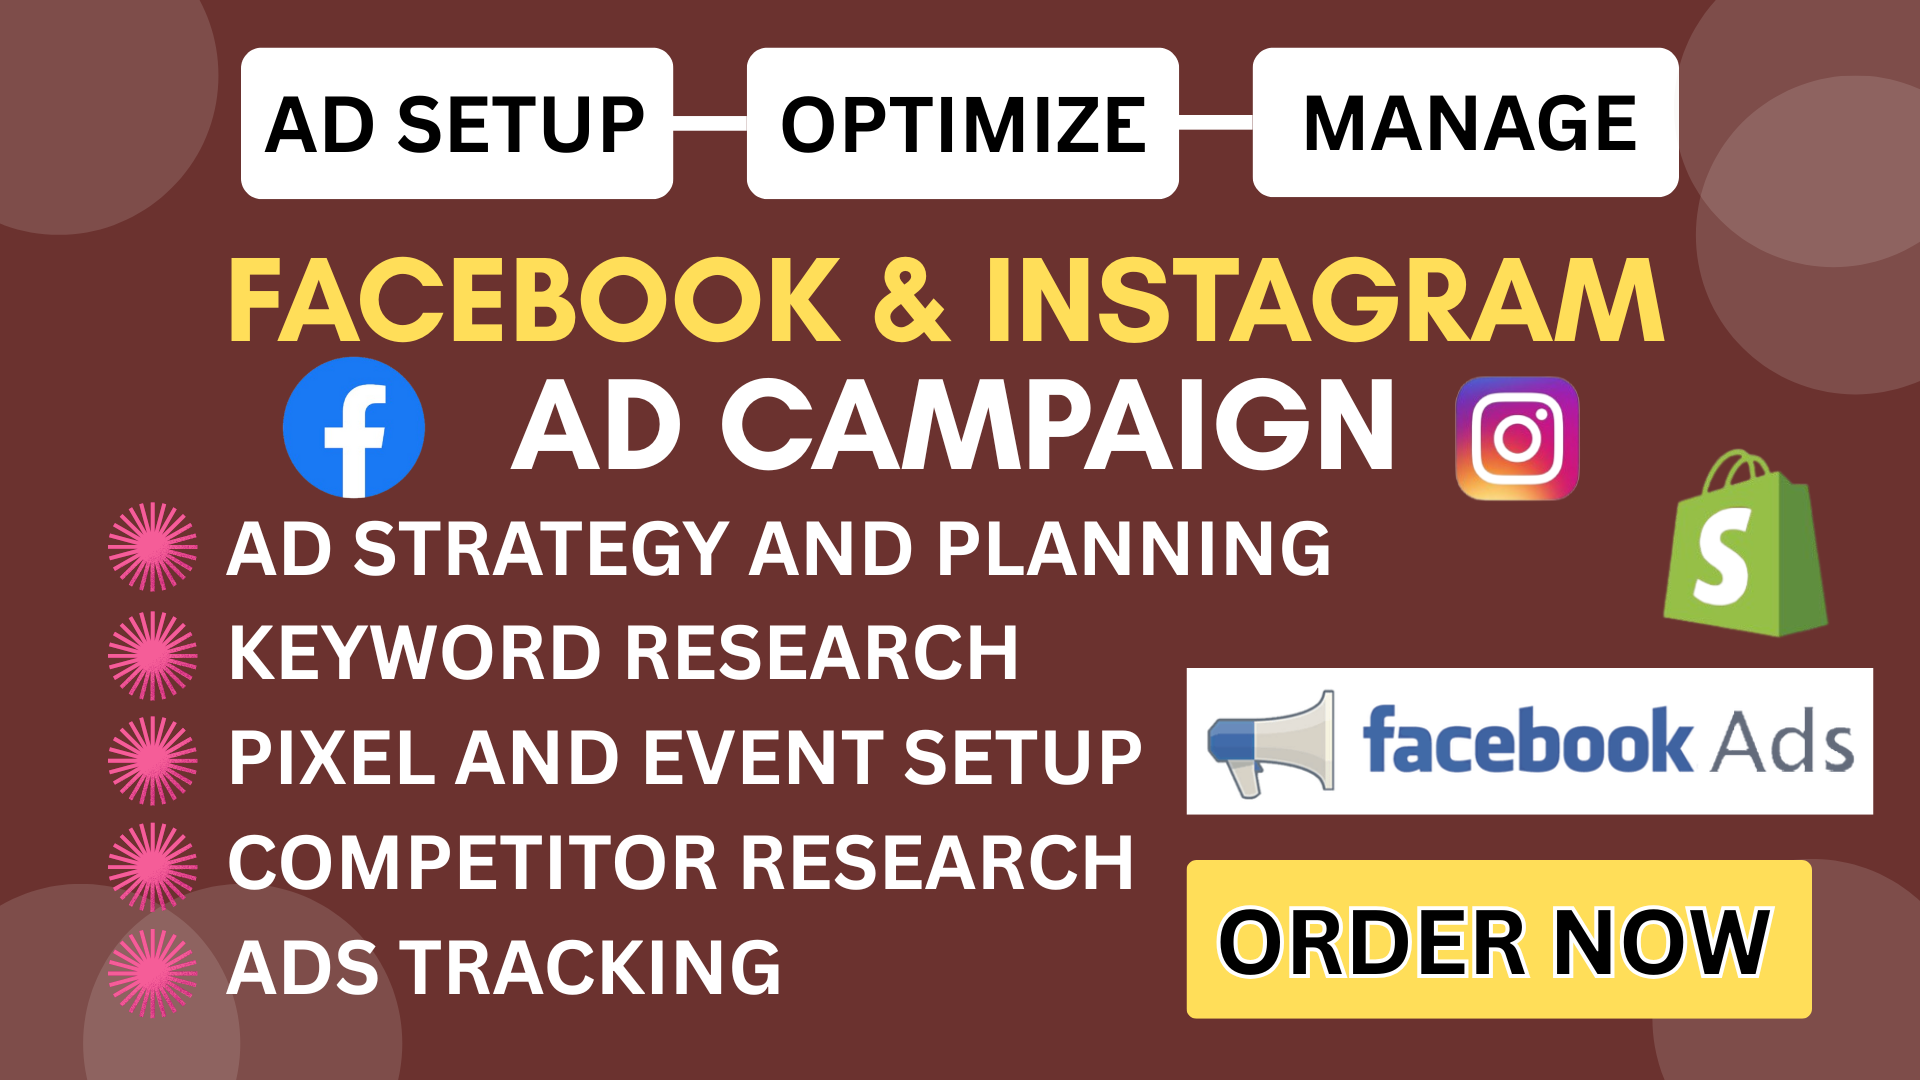 AD SETUP
OPTIMIZE
MANAGE
FACEBOOK & INSTAGRAM
AD CAMPAIGN
AD STRATEGY AND PLANNING
KEYWORD RESEARCH
PIXEL AND EVENT SETUP
COMPETITOR RESEARCH
ADS TRACKING
facebook Ads
ORDER NOW